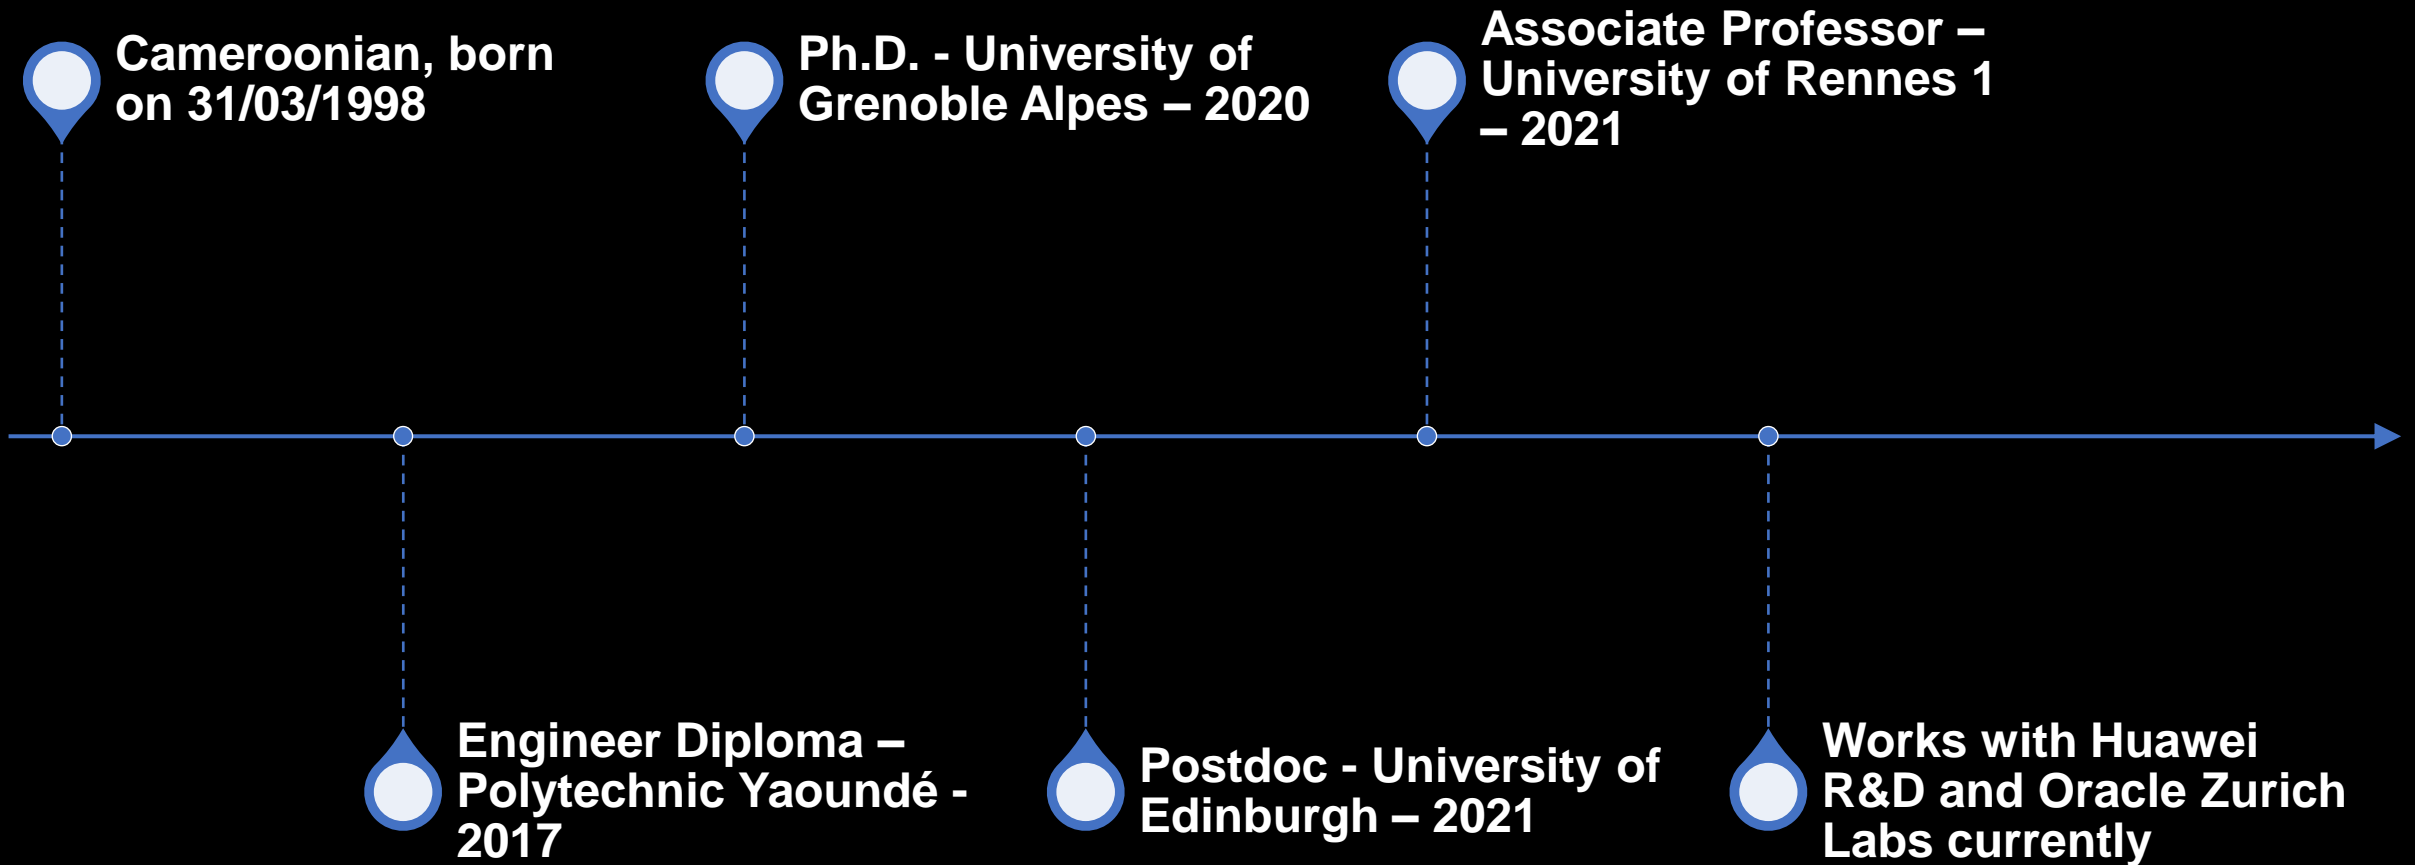 Cameroonian, born
on 31/03/1998
Engineer Diploma –
Polytechnic Yaoundé -
2017
Ph.D. - University of
Grenoble Alpes – 2020
Postdoc - University of
Edinburgh – 2021
Associate Professor –
University of Rennes 1
– 2021
Works with Huawei
R&D and Oracle Zurich
Labs currently